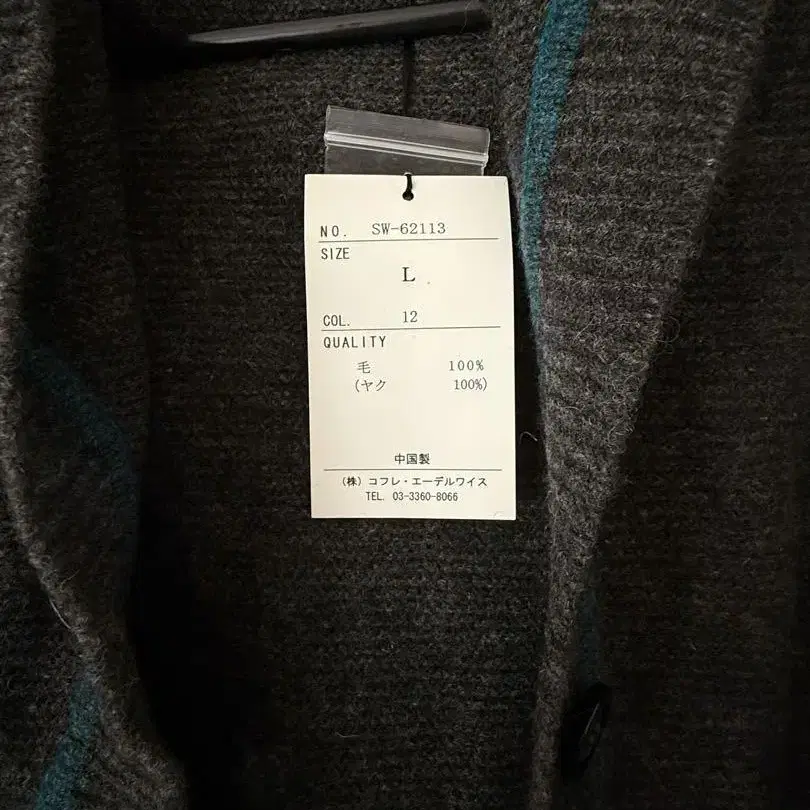 NO. SW-62113
SIZE
L
COL. 12
QUALITY
毛 100%
(ヤク 100%)
中国製
(株) コフレ・エーデルワイス
TEL. 03-3360-8066